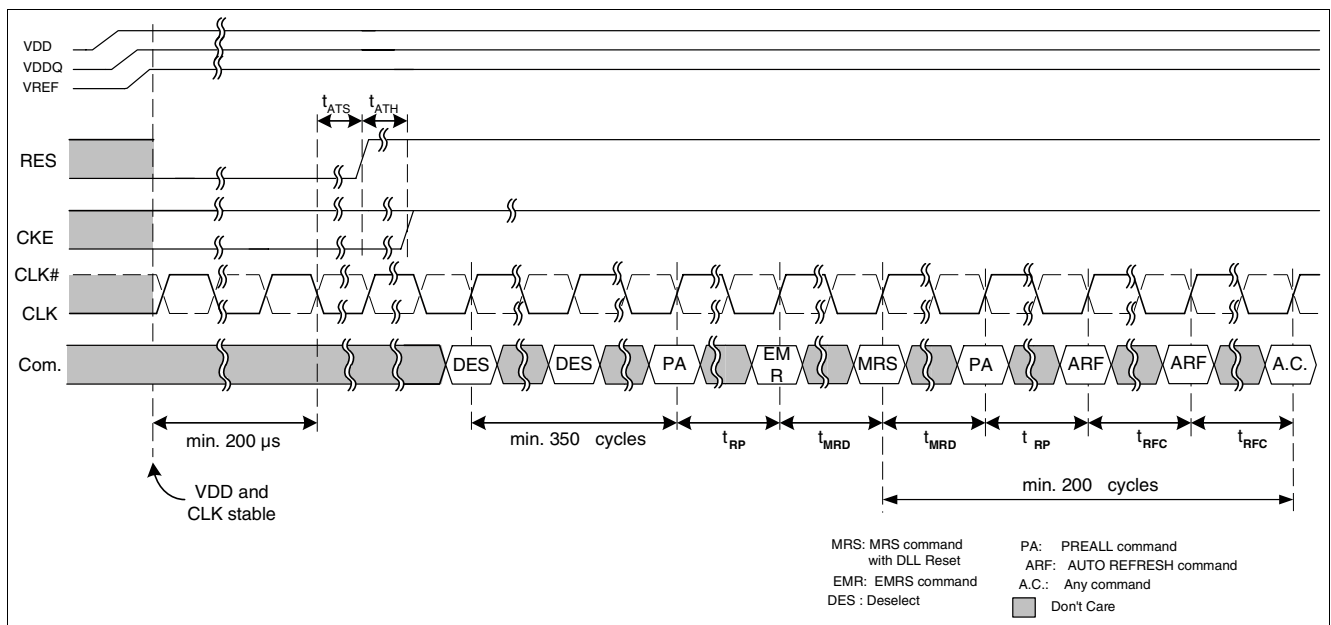 VDD
VDDQ
VREF
tATS tATH
RES
CKE
CLK#
CLK
Com. DES DES PA EM R MRS PA ARF ARF A.C.
min. 200 µs min. 350 cycles tRP tMRD tMRD tRP tRFC tRFC
min. 200 cycles
VDD and
CLK stable
MRS: MRS command
with DLL Reset
EMR: EMRS command
DES : Deselect
PA: PREALL command
ARF: AUTO REFRESH command
A.C.: Any command
Don't Care